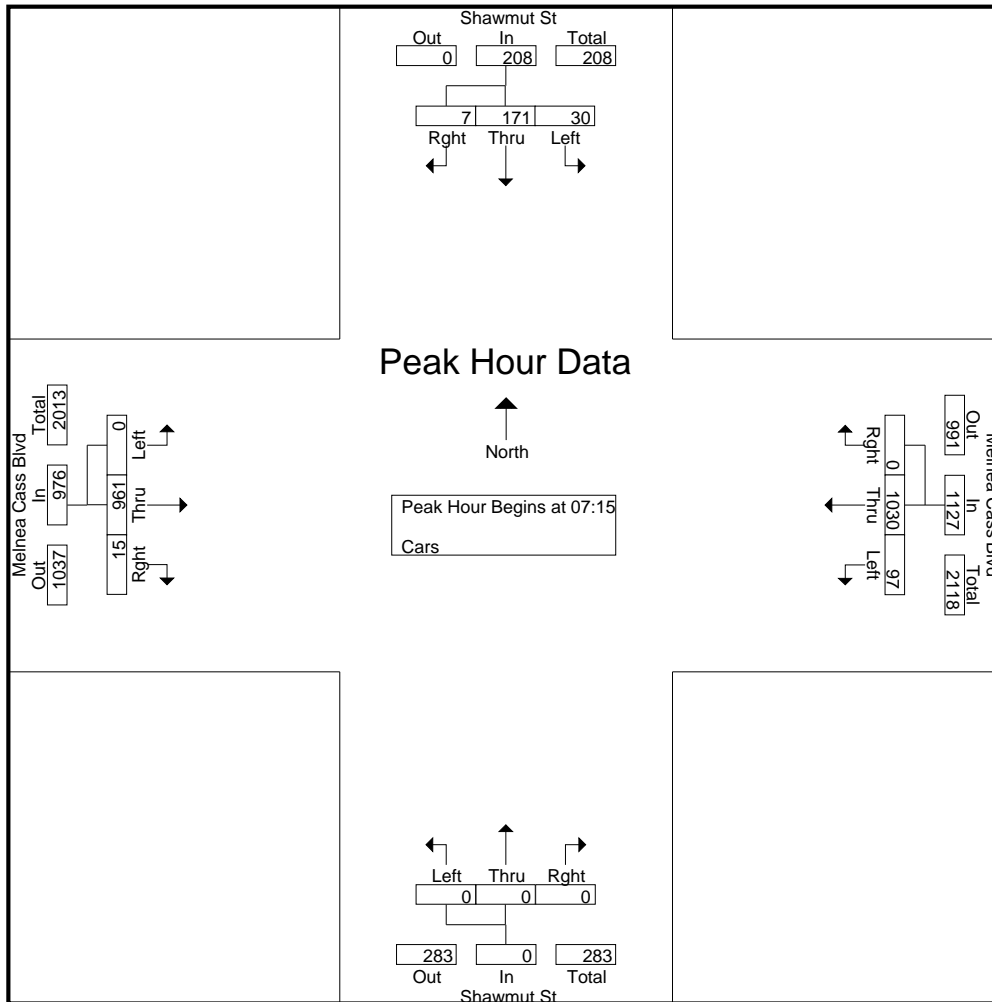 Shawmut St
Out In Total
0 208 208
7 171 30
Rght Thru Left
Peak Hour Data
North
Peak Hour Begins at 07:15
Cars
Melnea Cass Blvd
Total In Out
2013 976 1037
0 961 15
Left Thru Rght
Rght Thru Left
0 1030 97
991 1127 2118
Out In Total
Melnea Cass Blvd
Left Thru Rght
0 0 0
283 0 283
Out In Total
Shawmut St